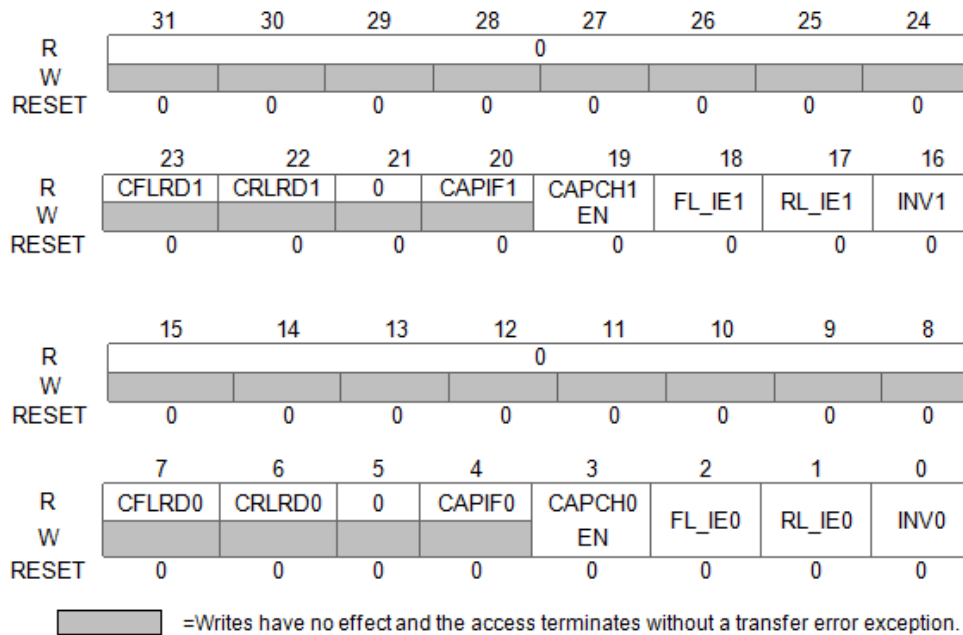 31 30 29 28 27 26 25 24
R 0
W
RESET 0 0 0 0 0 0 0 0
23 22 21 20 19 18 17 16
R CFLRD1 CRLRD1 0 CAPIF1 CAPCH1 EN FL_IE1 RL_IE1 INV1
W
RESET 0 0 0 0 0 0 0 0
15 14 13 12 11 10 9 8
R 0
W
RESET 0 0 0 0 0 0 0 0
7 6 5 4 3 2 1 0
R CFLRD0 CRLRD0 0 CAPIF0 CAPCH0 EN FL_IE0 RL_IE0 INV0
W
RESET 0 0 0 0 0 0 0 0
=Writes have no effect and the access terminates without a transfer error exception.